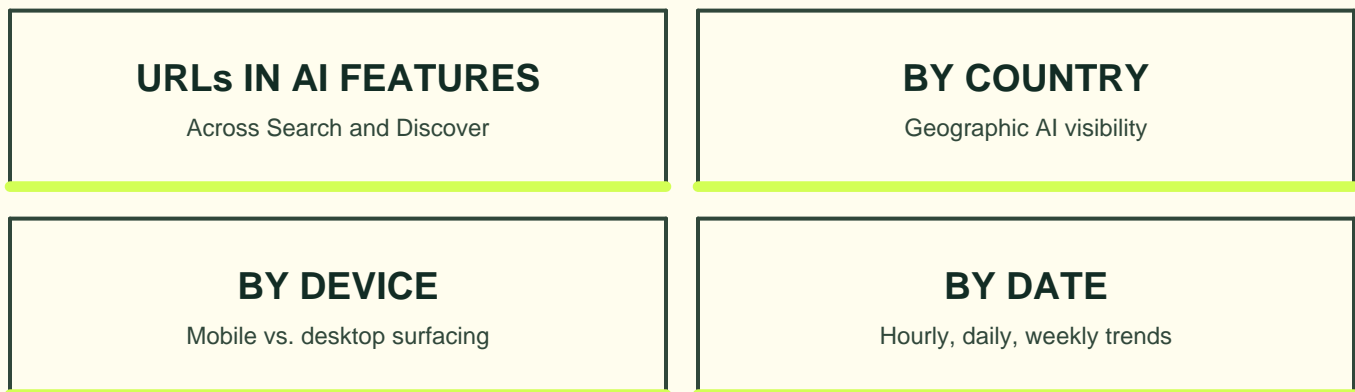 URLs IN AI FEATURES
Across Search and Discover
BY COUNTRY
Geographic AI visibility
BY DEVICE
Mobile vs. desktop surfacing
BY DATE
Hourly, daily, weekly trends